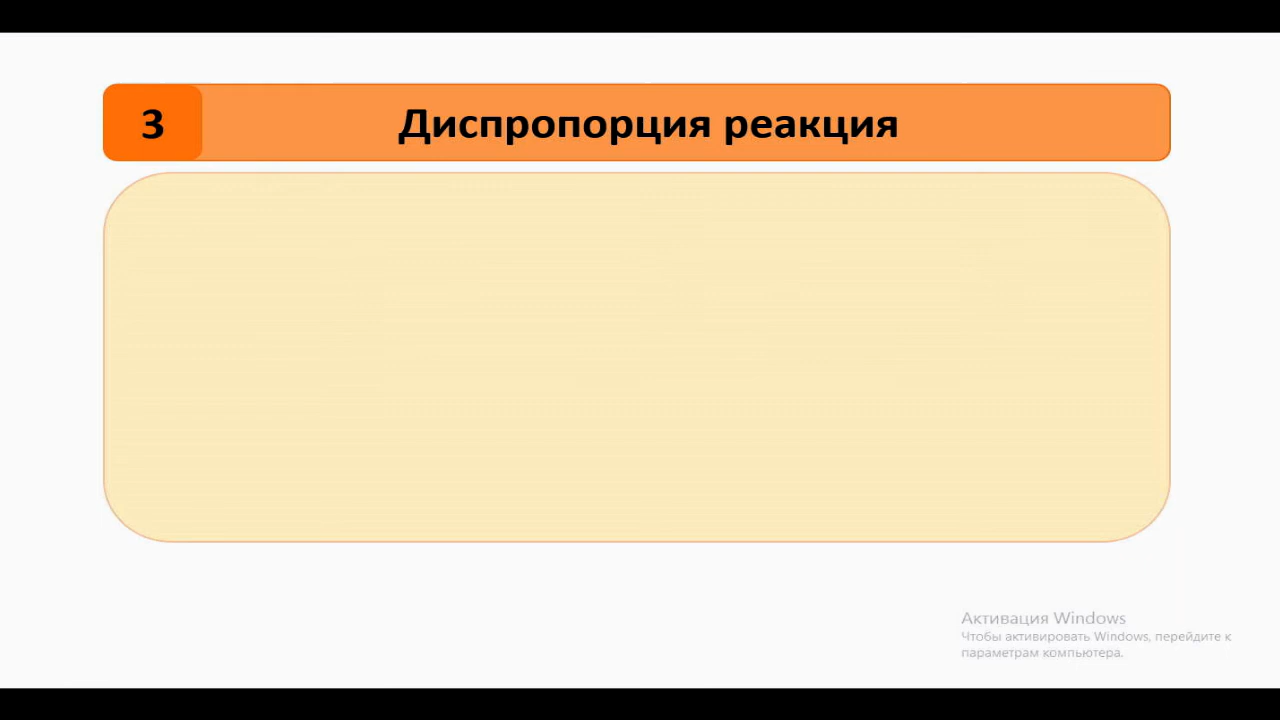 3 Диспропорция реакция
Активация Windows
Чтобы активировать Windows, перейдите к
параметрам компьютера.